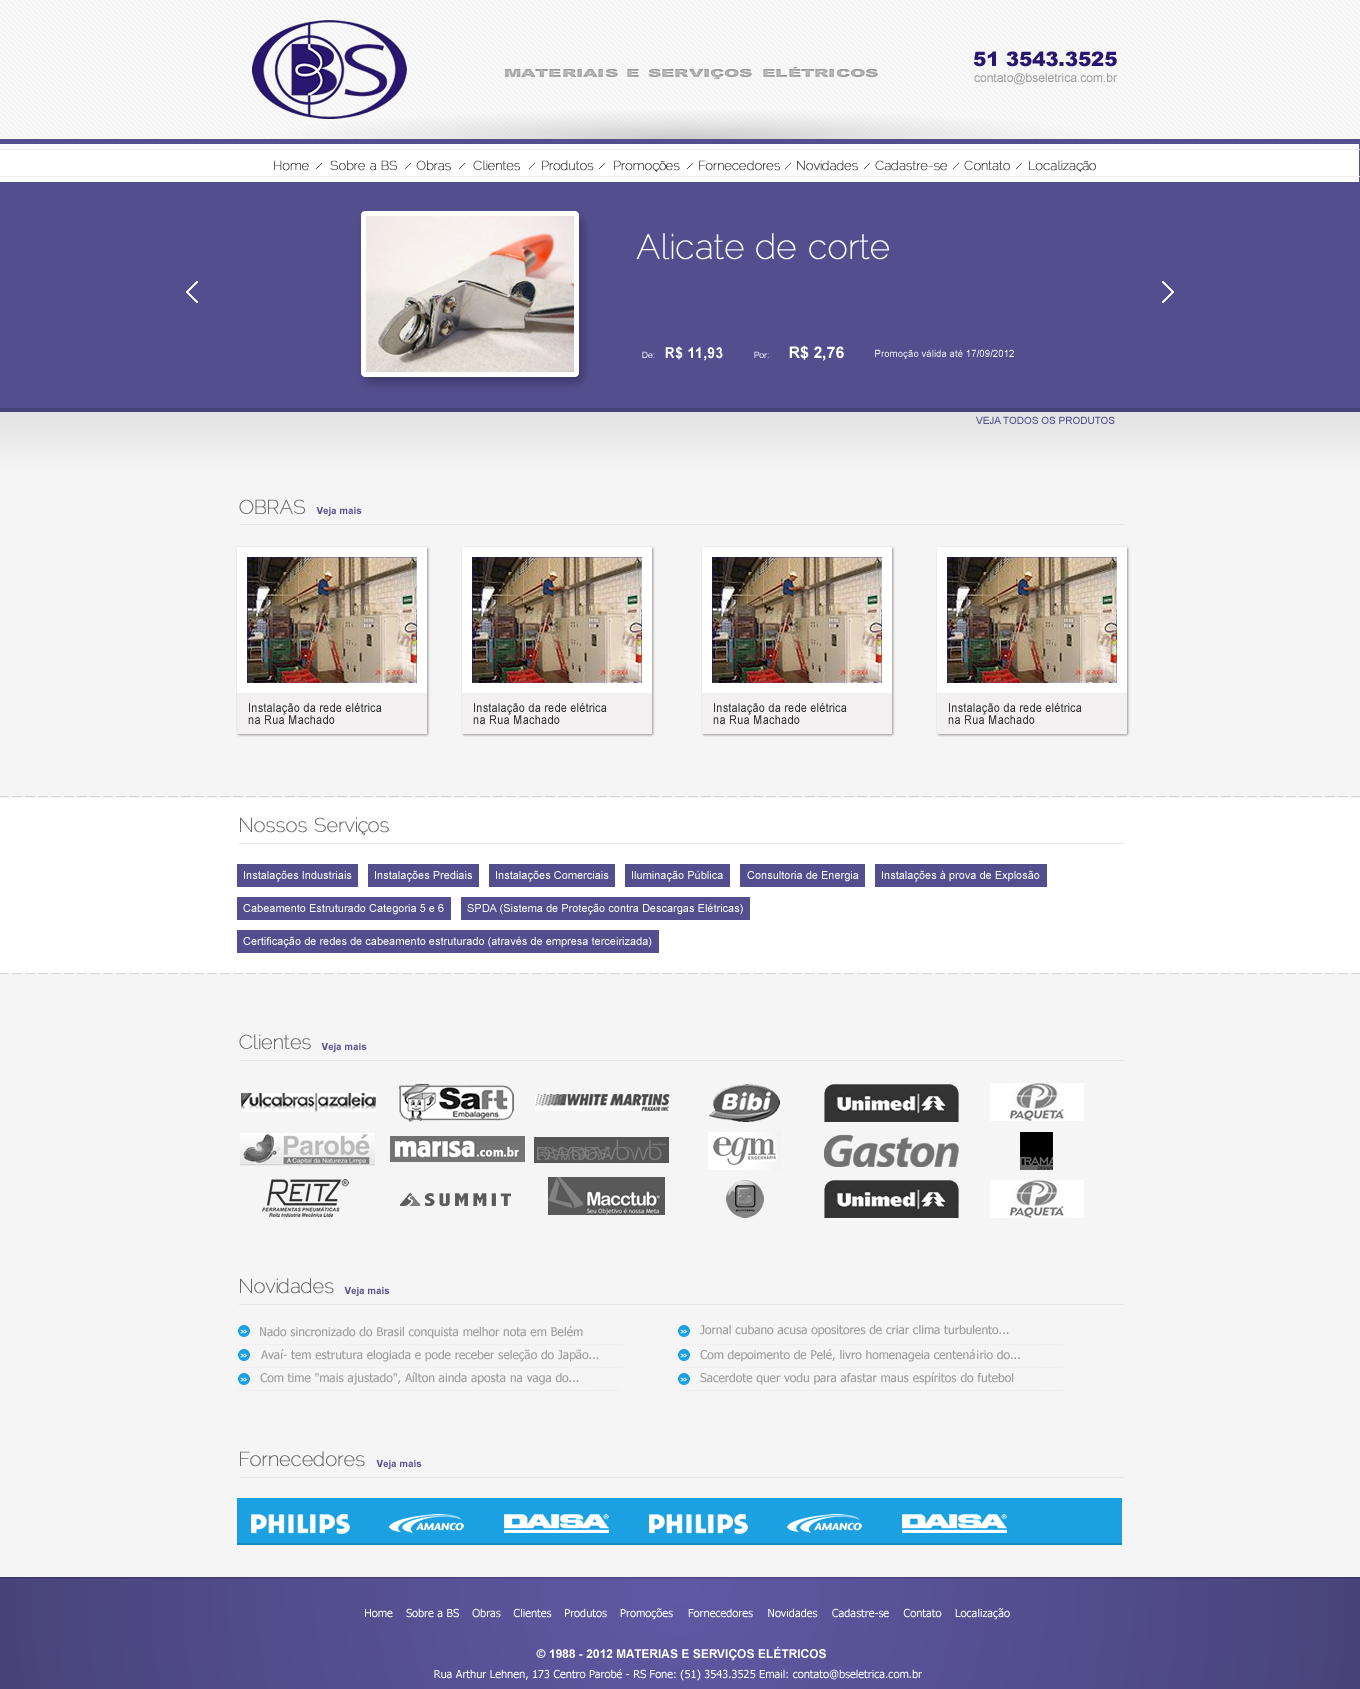 BS
MATERIAIS E SERVIÇOS ELÉTRICOS
51 3543.3525
contato@bseletrica.com.br
Home / Sobre a BS / Obras / Clientes / Produtos / Promoções / Fornecedores / Novidades / Cadastre-se / Contato / Localização
Alicate de corte
De: R$ 11,93 Por: R$ 2,76 Promoção válida até 17/09/2012
VEJA TODOS OS PRODUTOS
OBRAS Veja mais
Instalação da rede elétrica
na Rua Machado
Instalação da rede elétrica
na Rua Machado
Instalação da rede elétrica
na Rua Machado
Instalação da rede elétrica
na Rua Machado
Nossos Serviços
Instalações Industriais Instalações Prediais Instalações Comerciais Iluminação Pública Consultoria de Energia Instalações à prova de Explosão
Cabeamento Estruturado Categoria 5 e 6 SPDA (Sistema de Proteção contra Descargas Elétricas)
Certificação de redes de cabeamento estruturado (através de empresa terceirizada)
Clientes Veja mais
vulcabras|azaleia Saft Embalagens WHITE MARTINS PRAXAIR INC Bibi Unimed PAQUETÁ
Parobé A Capital da Natureza Limpa marisa.com.br egm ENGENHARIA Gaston TRAMA
REITZ® FERRAMENTAS PNEUMÁTICAS Reitz Indústria Mecânica Ltda SUMMIT Macctub® Seu Objetivo é nossa Meta Unimed PAQUETÁ
Novidades Veja mais
Nado sincronizado do Brasil conquista melhor nota em Belém
Avaí- tem estrutura elogiada e pode receber seleção do Japão...
Com time "mais ajustado", Aílton ainda aposta na vaga do...
Jornal cubano acusa opositores de criar clima turbulento...
Com depoimento de Pelé, livro homenageia centenáirio do...
Sacerdote quer vodu para afastar maus espíritos do futebol
Fornecedores Veja mais
PHILIPS AMANCO DAISA® PHILIPS AMANCO DAISA®
Home Sobre a BS Obras Clientes Produtos Promoções Fornecedores Novidades Cadastre-se Contato Localização
© 1988 - 2012 MATERIAS E SERVIÇOS ELÉTRICOS
Rua Arthur Lehnen, 173 Centro Parobé - RS Fone: (51) 3543.3525 Email: contato@bseletrica.com.br